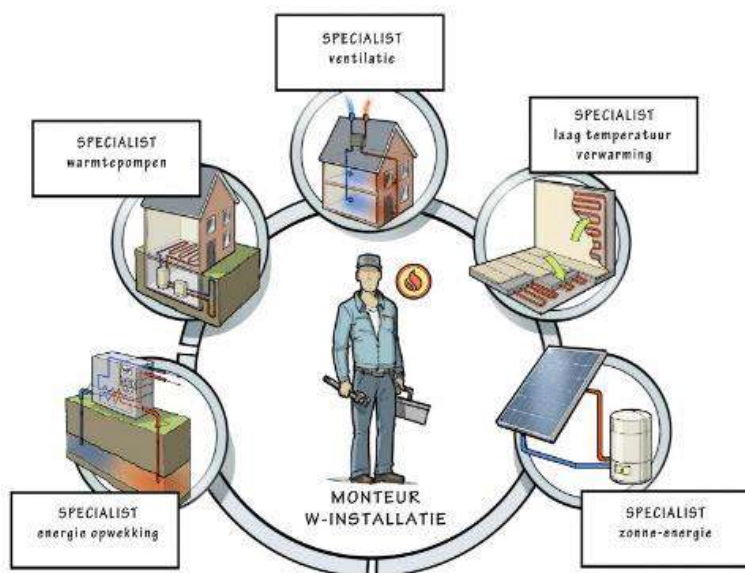 SPECIALIST
ventilatie
SPECIALIST
warmtepompen
SPECIALIST
laag temperatuur
verwarming
SPECIALIST
energie opwekking
SPECIALIST
zonne-energie
MONTEUR
W-INSTALLATIE